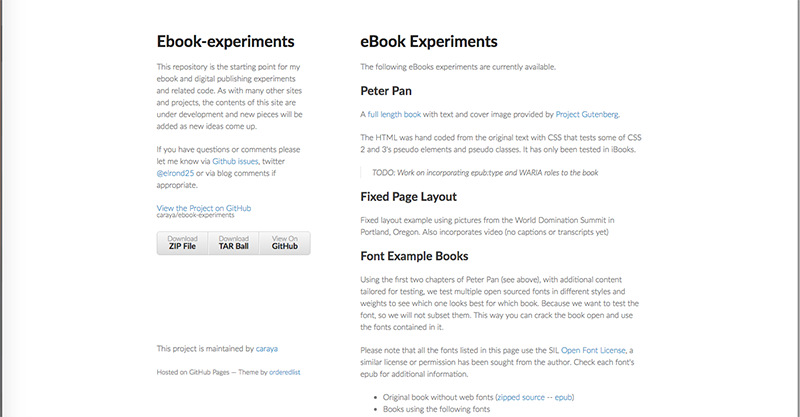 Ebook-experiments
This repository is the starting point for my
ebook and digital publishing experiments
and related code. As with many other sites
and projects, the contents of this site are
under development and new pieces will be
added as new ideas come up.
If you have questions or comments please
let me know via Github issues, twitter
@elrond25 or via blog comments if
appropriate.
View the Project on GitHub
caraya/ebook-experiments
Download
ZIP File
Download
TAR Ball
View On
GitHub
This project is maintained by caraya
Hosted on GitHub Pages — Theme by orderedlist
eBook Experiments
The following eBooks experiments are currently available.
Peter Pan
A full length book with text and cover image provided by Project Gutenberg.
The HTML was hand coded from the original text with CSS that tests some of CSS
2 and 3's pseudo elements and pseudo classes. It has only been tested in iBooks.
TODO: Work on incorporating epub:type and WARIA roles to the book
Fixed Page Layout
Fixed layout example using pictures from the World Domination Summit in
Portland, Oregon. Also incorporates video (no captions or transcripts yet)
Font Example Books
Using the first two chapters of Peter Pan (see above), with additional content
tailored for testing, we test multiple open sourced fonts in different styles and
weights to see which one looks best for which book. Because we want to test the
font, so we will not subset them. This way you can crack the book open and use
the fonts contained in it.
Please note that all the fonts listed in this page use the SIL Open Font License, a
similar license or permission has been sought from the author. Check each font's
epub for additional information.
• Original book without web fonts (zipped source -- epub)
• Books using the following fonts